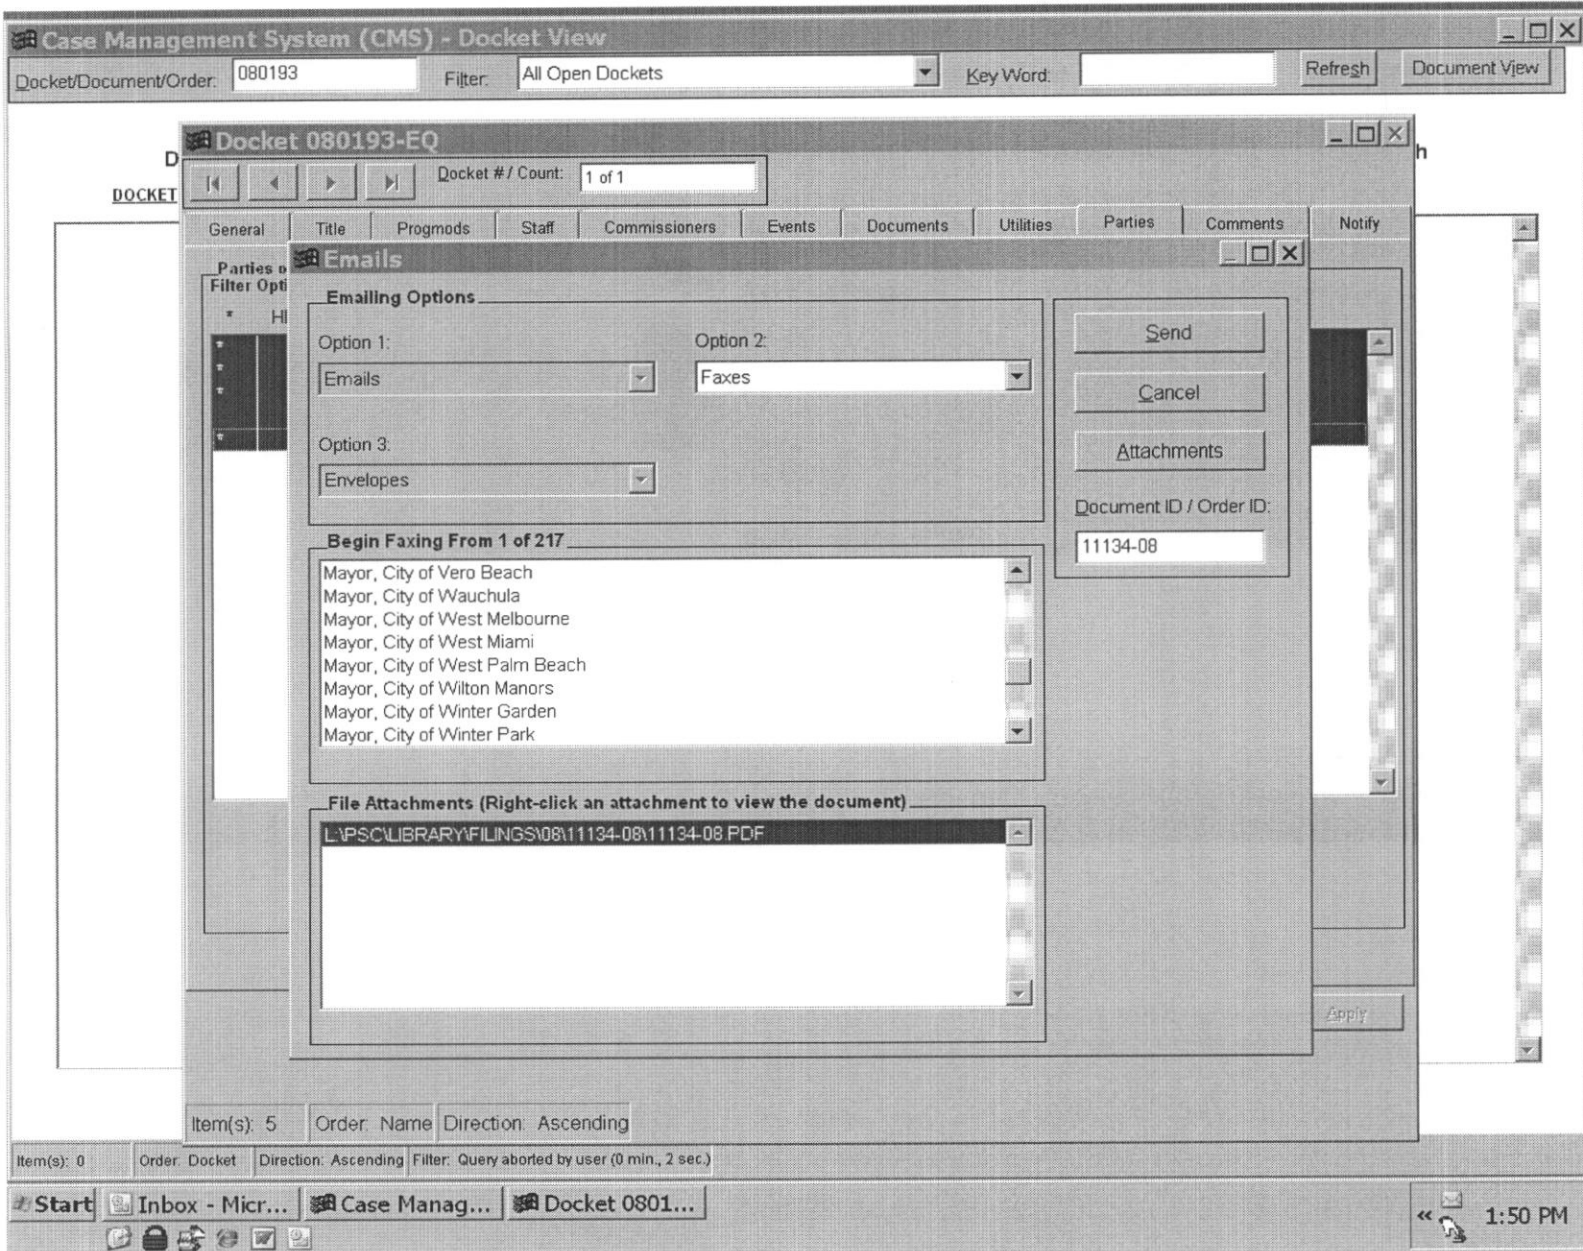 Case Management System (CMS) - Docket View
Docket/Document/Order: 080193 Filter: All Open Dockets Key Word: Refresh Document View
Docket 080193-EQ
D h
Docket # / Count: 1 of 1
DOCKET
General Title Progmods Staff Commissioners Events Documents Utilities Parties Comments Notify
Emails
Parties o
Filter Opti
* HI
Emailing Options
Option 1: Option 2:
Emails Faxes
Option 3:
Envelopes
Send
Cancel
Attachments
Document ID / Order ID:
11134-08
Begin Faxing From 1 of 217
Mayor, City of Vero Beach
Mayor, City of Wauchula
Mayor, City of West Melbourne
Mayor, City of West Miami
Mayor, City of West Palm Beach
Mayor, City of Wilton Manors
Mayor, City of Winter Garden
Mayor, City of Winter Park
File Attachments (Right-click an attachment to view the document)
L:\PSC\LIBRARY\FILINGS\08\11134-08\11134-08.PDF
Apply
Item(s): 5 Order: Name Direction: Ascending
Item(s): 0 Order: Docket Direction: Ascending Filter: Query aborted by user (0 min., 2 sec.)
Start Inbox - Micr... Case Manag... Docket 0801... « 1:50 PM